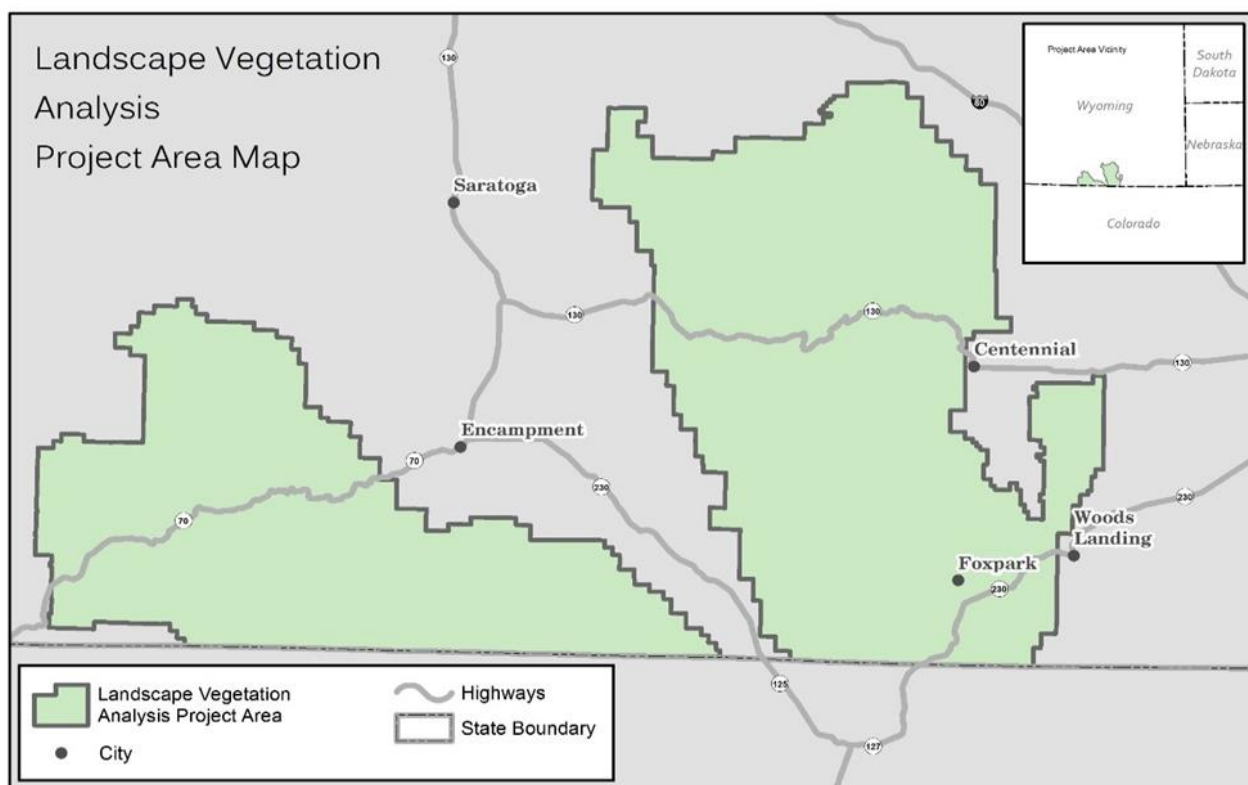 Landscape Vegetation
Analysis
Project Area Map
130
80
Project Area Vicinity
South
Dakota
Wyoming
Nebraska
Colorado
Saratoga
130
130
Centennial
130
Encampment
70
230
70
230
Woods
Landing
Foxpark
230
125
127
Landscape Vegetation
Analysis Project Area
City
Highways
State Boundary